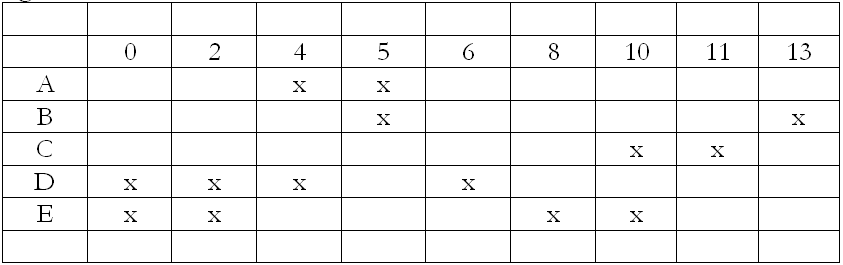 0 2 4 5 6 8 10 11 13
A x x
B x x
C x x
D x x x x
E x x x x